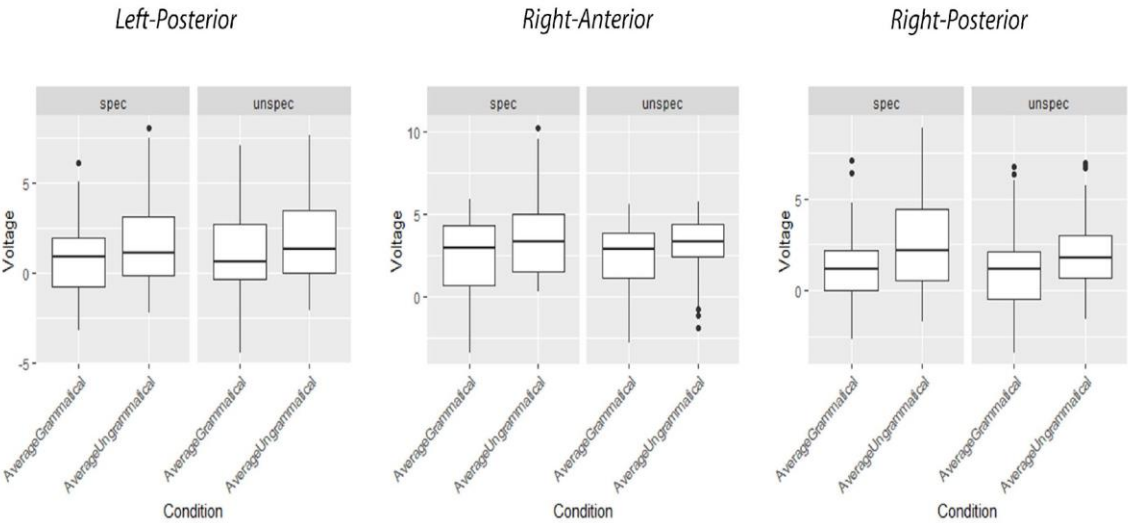 Left-Posterior
spec
unspec
5
0
-5
Voltage
AverageGrammatical
AverageUngrammatical
AverageGrammatical
AverageUngrammatical
Condition
Right-Anterior
spec
unspec
10
5
0
Voltage
AverageGrammatical
AverageUngrammatical
AverageGrammatical
AverageUngrammatical
Condition
Right-Posterior
spec
unspec
5
0
Voltage
AverageGrammatical
AverageUngrammatical
AverageGrammatical
AverageUngrammatical
Condition